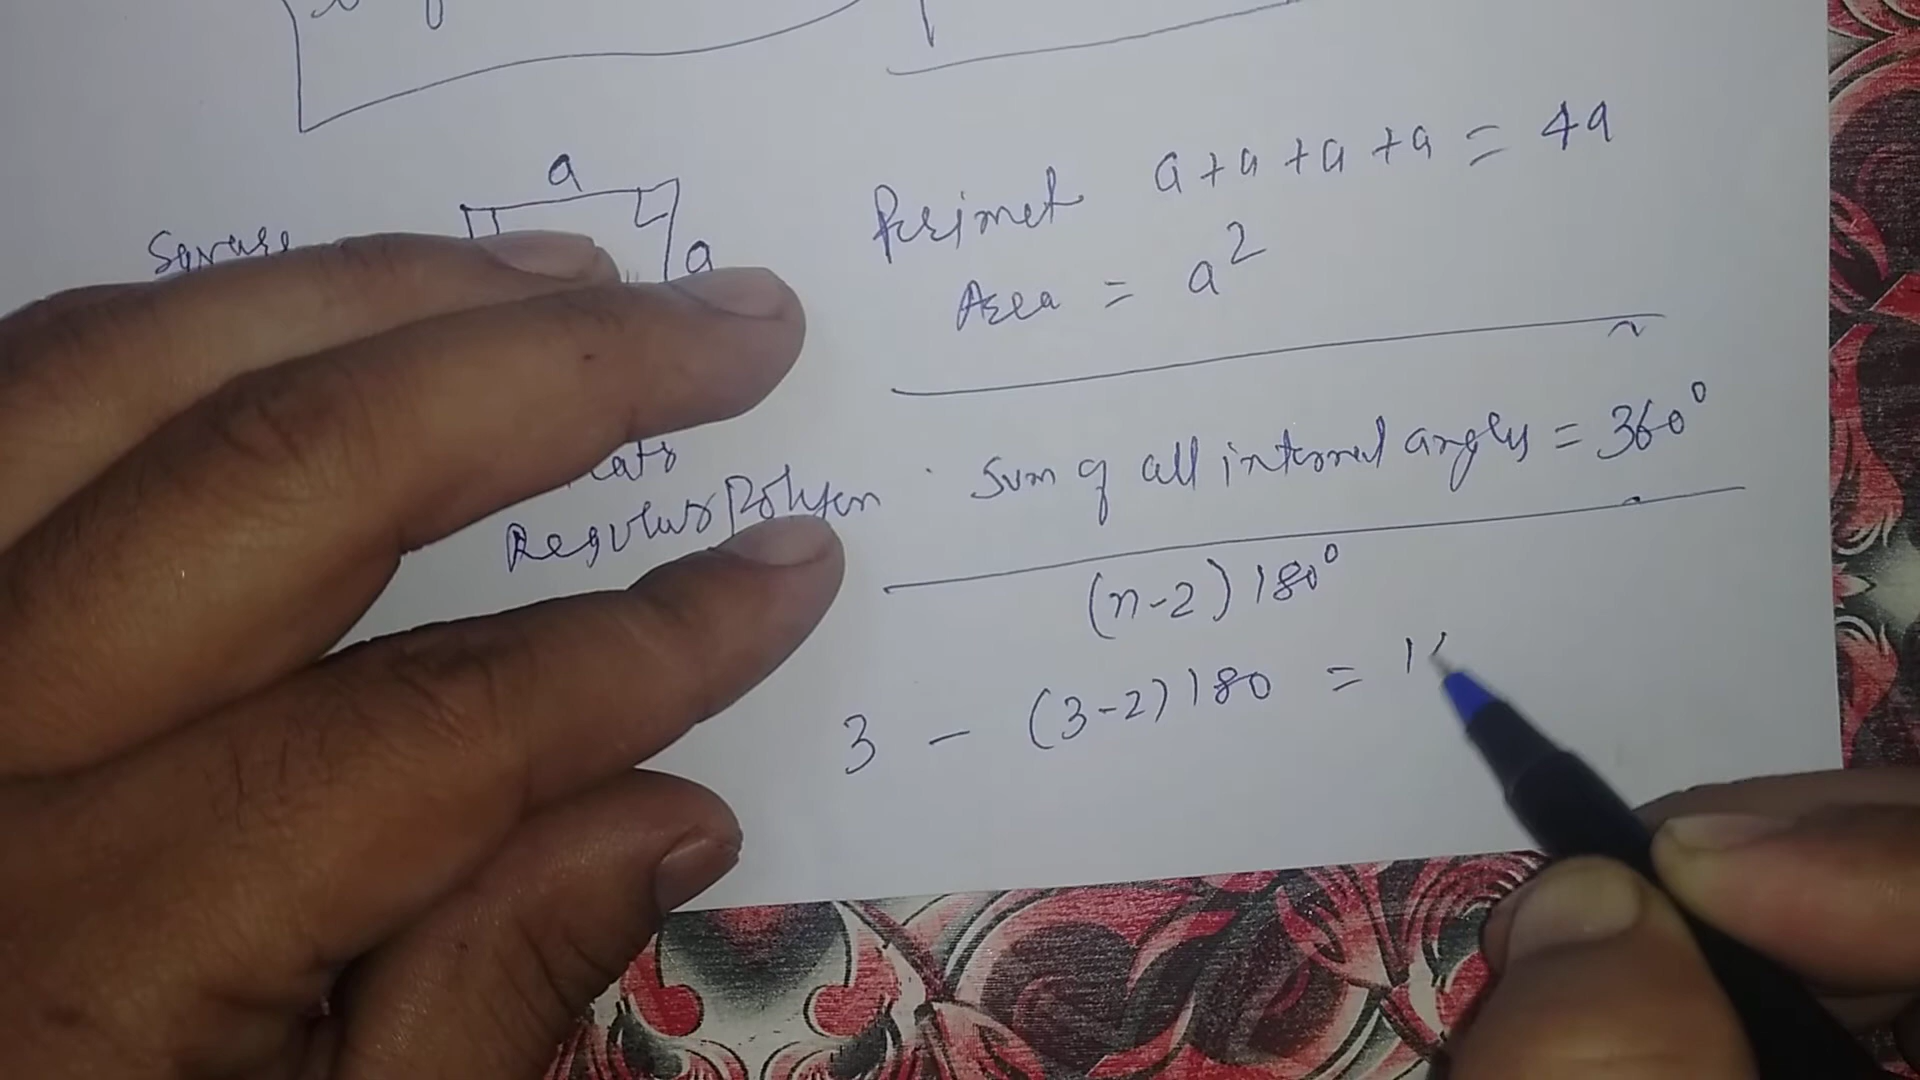 a
Square
a
Perimet a+a+a+a = 4a
Area = a²
Regular Polygon
Sum of all internal angles = 360°
(n-2) 180°
3 - (3-2) 180 = 1